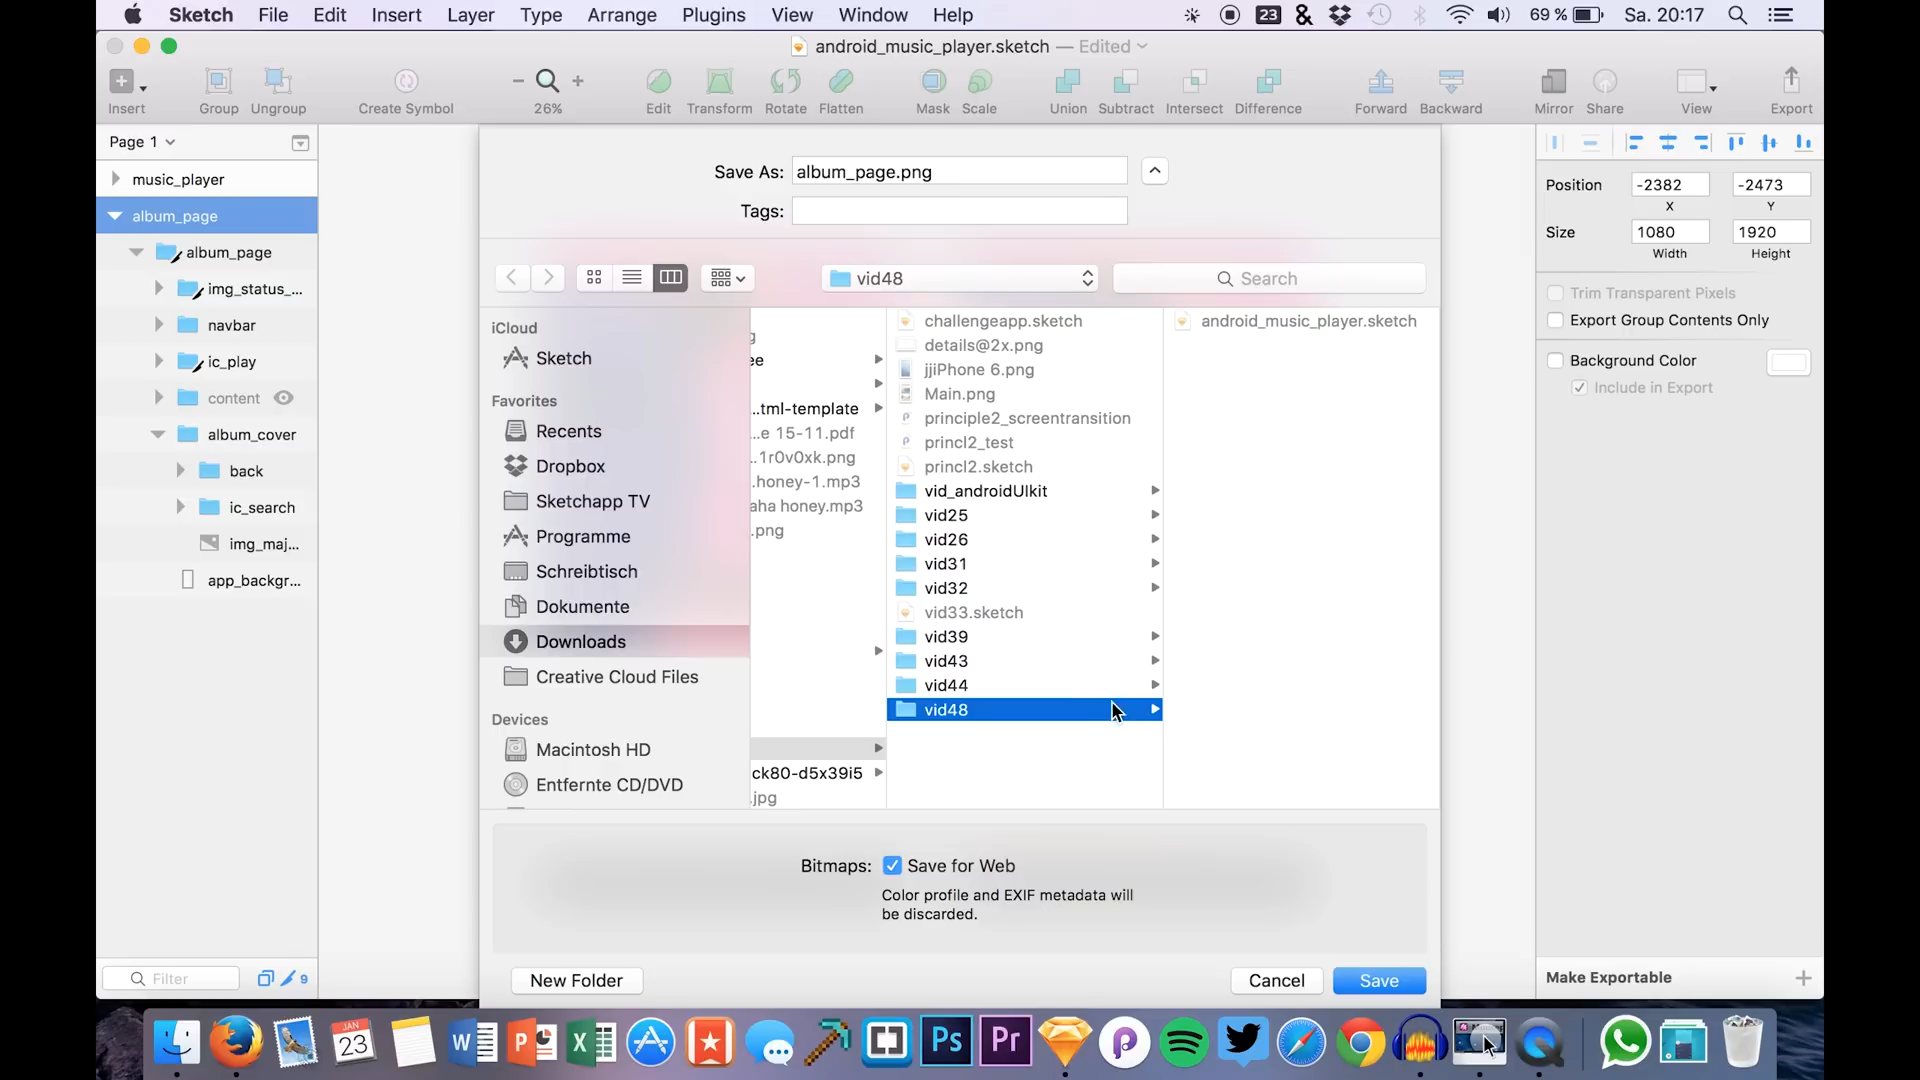 Sketch File Edit Insert Layer Type Arrange Plugins View Window Help 23 69 % Sa. 20:17
android_music_player.sketch — Edited
Insert Group Ungroup Create Symbol 26% Edit Transform Rotate Flatten Mask Scale Union Subtract Intersect Difference Forward Backward Mirror Share View Export
Page 1
music_player
album_page
album_page
img_status_...
navbar
ic_play
content
album_cover
back
ic_search
img_maj...
app_backgr...
Filter 9
Save As: album_page.png
Tags:
vid48
Search
iCloud
Sketch
Favorites
Recents
Dropbox
Sketchapp TV
Programme
Schreibtisch
Dokumente
Downloads
Creative Cloud Files
Devices
Macintosh HD
Entfernte CD/DVD
g
ee
...tml-template
...e 15-11.pdf
...1r0v0xk.png
.honey-1.mp3
aha honey.mp3
.png
ck80-d5x39i5
.jpg
challengeapp.sketch
details@2x.png
jjiPhone 6.png
Main.png
principle2_screentransition
princl2_test
princl2.sketch
vid_androidUIkit
vid25
vid26
vid31
vid32
vid33.sketch
vid39
vid43
vid44
vid48
android_music_player.sketch
Bitmaps: Save for Web
Color profile and EXIF metadata will
be discarded.
New Folder
Cancel
Save
Position -2382 -2473
X Y
Size 1080 1920
Width Height
Trim Transparent Pixels
Export Group Contents Only
Background Color
Include in Export
Make Exportable
JAN
23
W
P
X
Ps
Pr